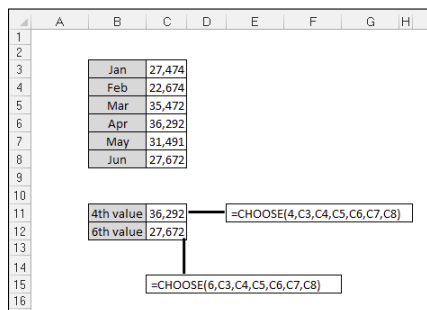 A B C D E F G H
1
2
3 Jan 27,474
4 Feb 22,674
5 Mar 35,472
6 Apr 36,292
7 May 31,491
8 Jun 27,672
9
10
11 4th value 36,292 =CHOOSE(4,C3,C4,C5,C6,C7,C8)
12 6th value 27,672
13
14
15 =CHOOSE(6,C3,C4,C5,C6,C7,C8)
16